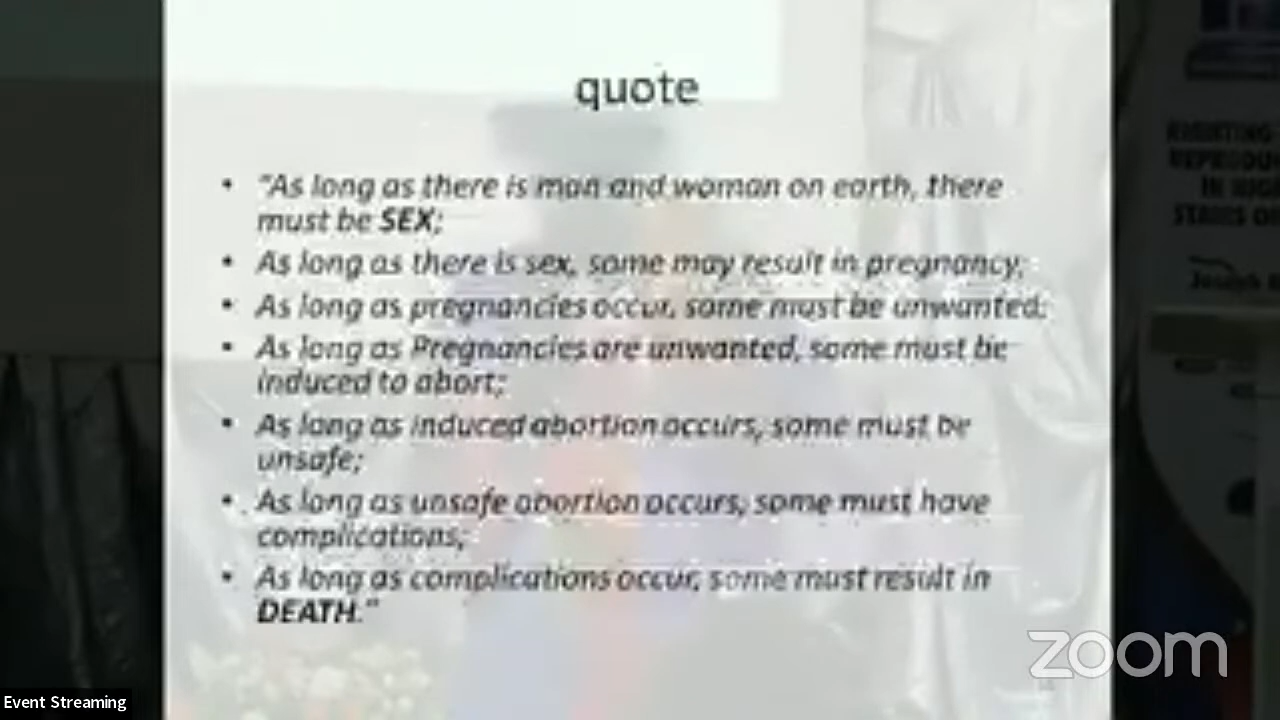 quote
• "As long as there is man and woman on earth, there
must be SEX;
• As long as there is sex, some may result in pregnancy;
• As long as pregnancies occur, some must be unwanted;
• As long as Pregnancies are unwanted, some must be
induced to abort;
• As long as induced abortion occurs, some must be
unsafe;
• As long as unsafe abortion occurs, some must have
complications;
• As long as complications occur, some must result in
DEATH."
IN
zoom
Event Streaming